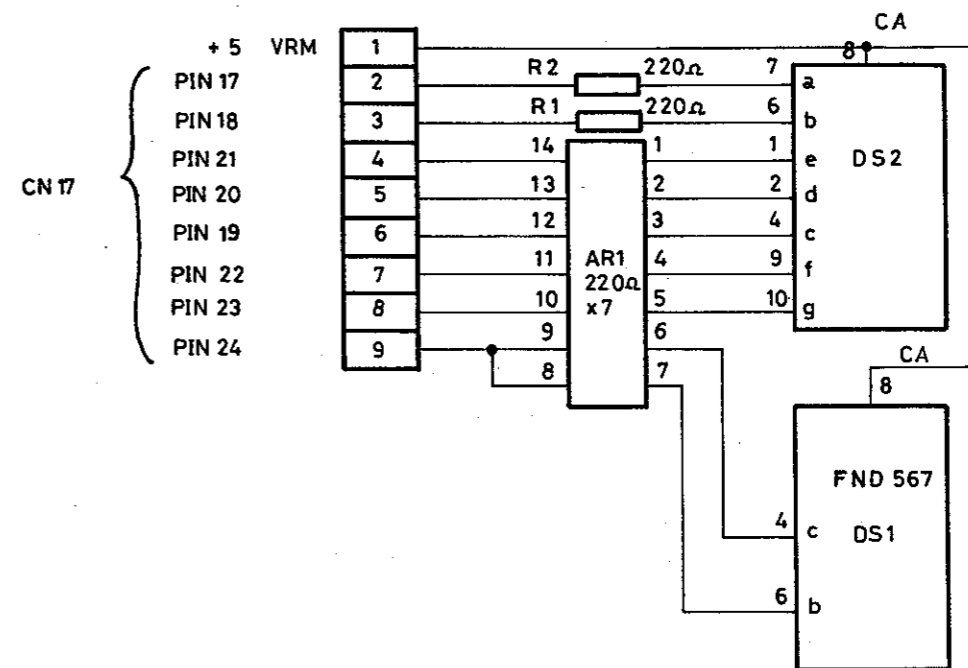 CA
+ 5 VRM 1 8
PIN 17 2 R2 220Ω 7 a
PIN 18 3 R1 220Ω 6 b
PIN 21 4 14 1 1 e DS2
CN 17
PIN 20 5 13 2 2 d
PIN 19 6 12 3 4 c
PIN 22 7 11 AR1 4 9 f
220Ω
PIN 23 8 10 x7 5 10 g
PIN 24 9 9 6
8 7
CA
8
FND 567
4 c DS1
6 b